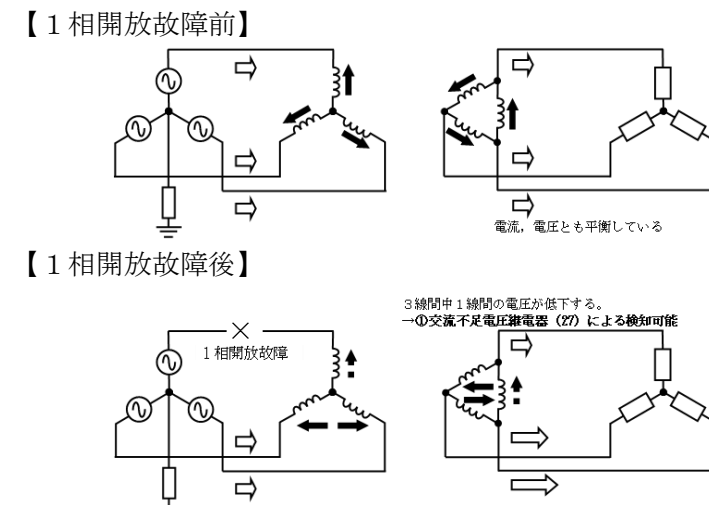 【１相開放故障前】
電流，電圧とも平衡している
【１相開放故障後】
３線間中１線間の電圧が低下する。
→①交流不足電圧継電器（27）による検知可能
１相開放故障